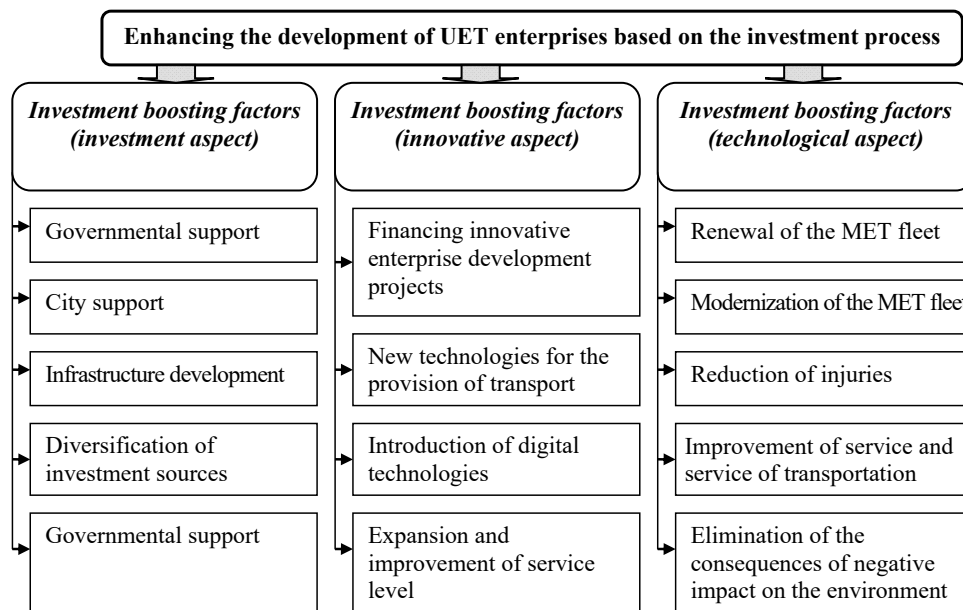 Enhancing the development of UET enterprises based on the investment process
Investment boosting factors
(investment aspect)
Governmental support
City support
Infrastructure development
Diversification of
investment sources
Governmental support
Investment boosting factors
(innovative aspect)
Financing innovative
enterprise development
projects
New technologies for the
provision of transport
Introduction of digital
technologies
Expansion and
improvement of service
level
Investment boosting factors
(technological aspect)
Renewal of the MET fleet
Modernization of the MET fleet
Reduction of injuries
Improvement of service and
service of transportation
Elimination of the
consequences of negative
impact on the environment